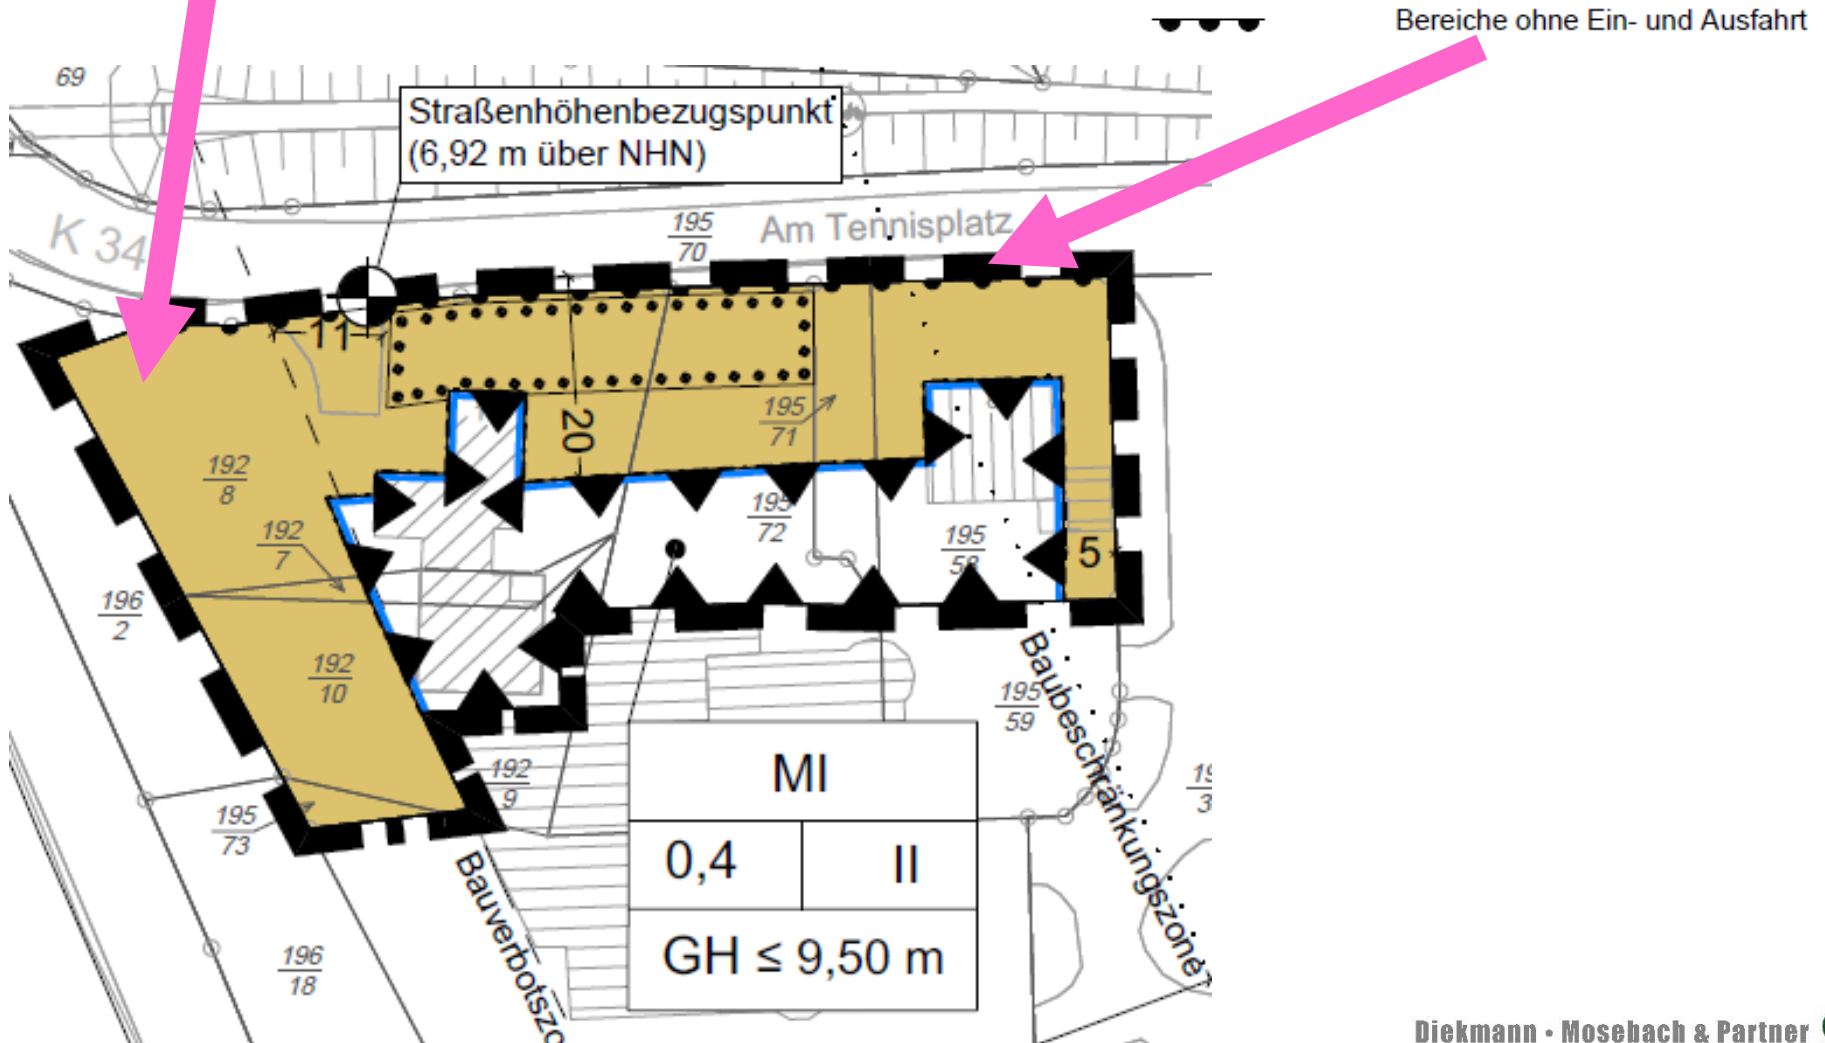 Bereiche ohne Ein- und Ausfahrt
69
Straßenhöhenbezugspunkt
(6,92 m über NHN)
K 34
195
70
Am Tennisplatz
11
20
195
71
192
8
192
7
195
72
195
5
196
2
192
10
195
59
192
9
195
73
196
18
Baubeschränkungszone
Bauverbotszo
MI
0,4
II
GH ≤ 9,50 m
Diekmann • Mosebach & Partner